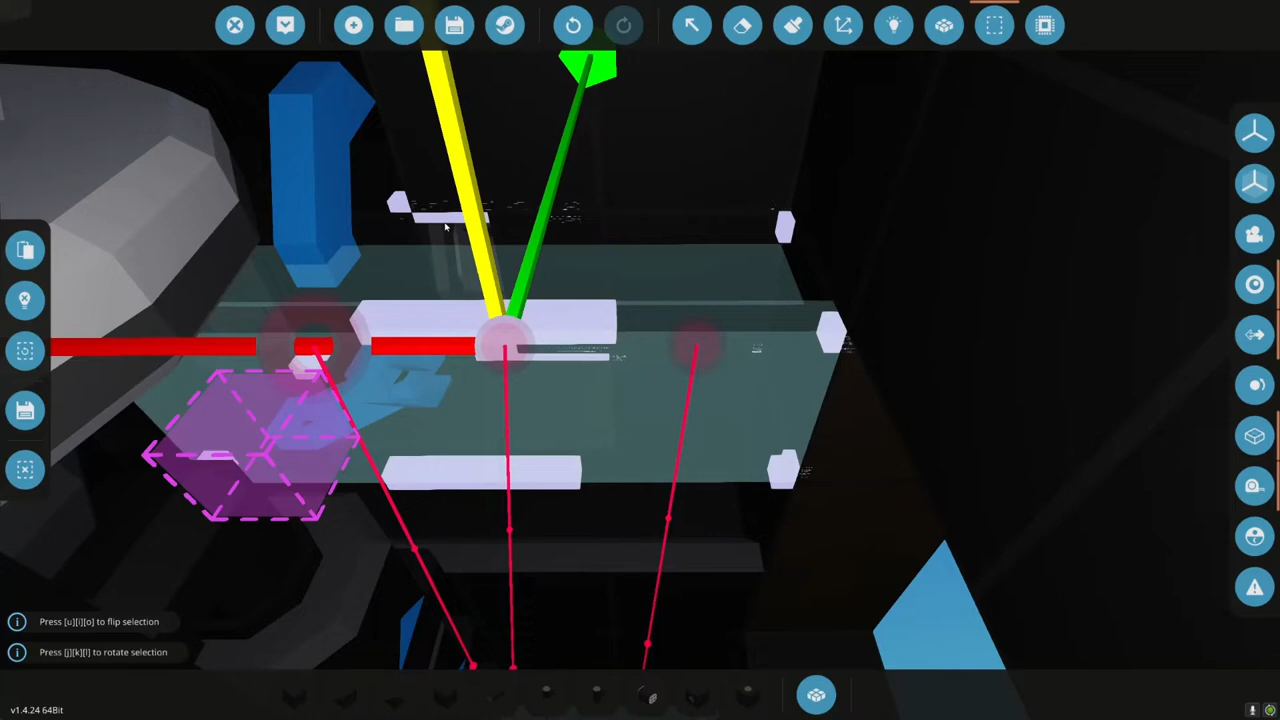 Press [u][i][o] to flip selection
Press [j][k][l] to rotate selection
v1.4.24 64Bit